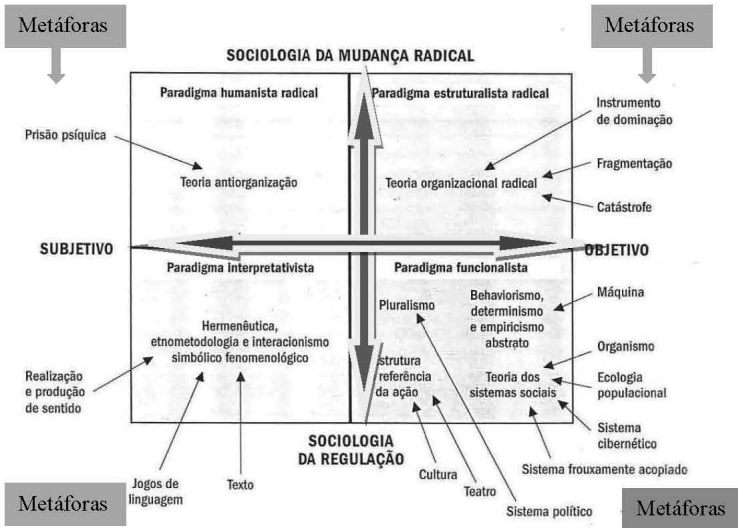 Metáforas
Metáforas
SOCIOLOGIA DA MUDANÇA RADICAL
Paradigma humanista radical
Paradigma estruturalista radical
Instrumento
de dominação
Prisão psíquica
Fragmentação
Teoria antiorganização
Teoria organizacional radical
Catástrofe
SUBJETIVO
OBJETIVO
Paradigma interpretativista
Paradigma funcionalista
Pluralismo
Behaviorismo,
determinismo
e empiricismo
abstrato
Máquina
Hermenêutica,
etnometodologia e interacionismo
simbólico fenomenológico
Organismo
Realização
e produção
de sentido
strutura
referência
da ação
Teoria dos
sistemas sociais
Ecologia
populacional
Sistema
cibernético
SOCIOLOGIA
DA REGULAÇÃO
Jogos de
linguagem
Texto
Cultura
Teatro
Sistema frouxamente acoplado
Sistema político
Metáforas
Metáforas